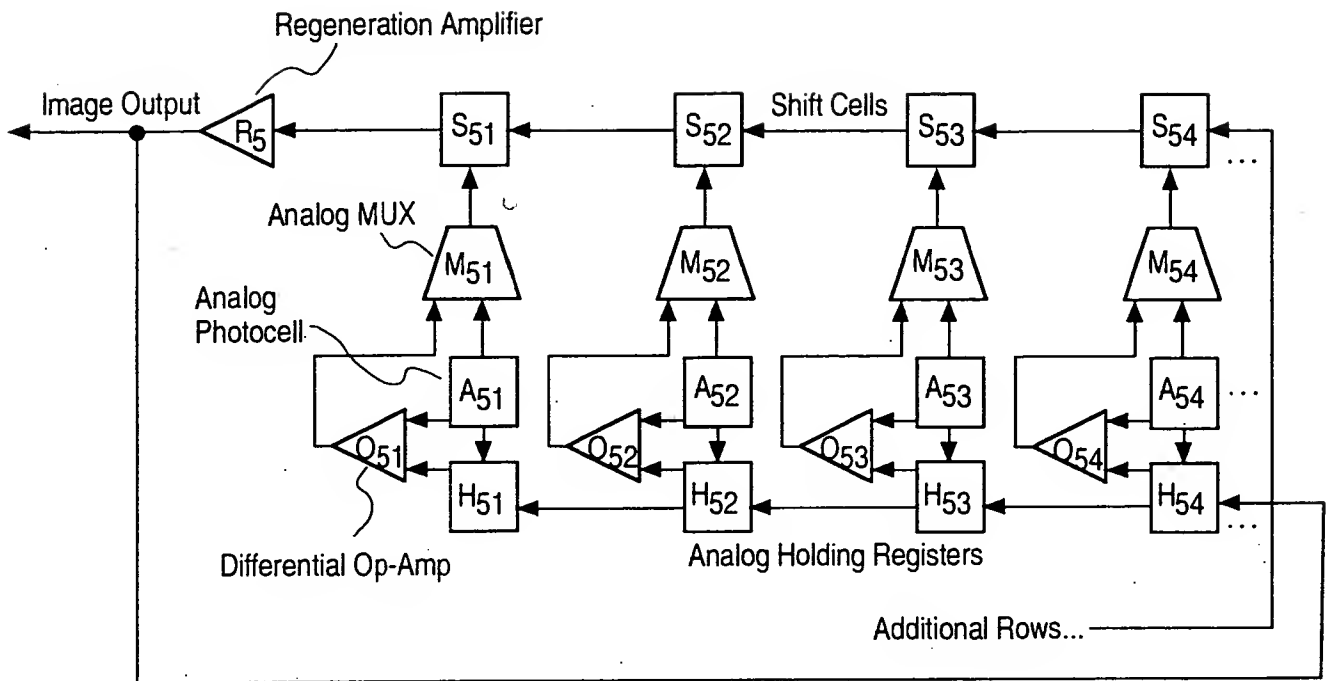 Regeneration Amplifier
Image Output
R5
S51
S52
Shift Cells
S53
S54
...
Analog MUX
M51
M52
M53
M54
Analog
Photocell
A51
A52
A53
A54
...
O51
O52
O53
O54
H51
H52
H53
H54
...
Differential Op-Amp
Analog Holding Registers
Additional Rows...